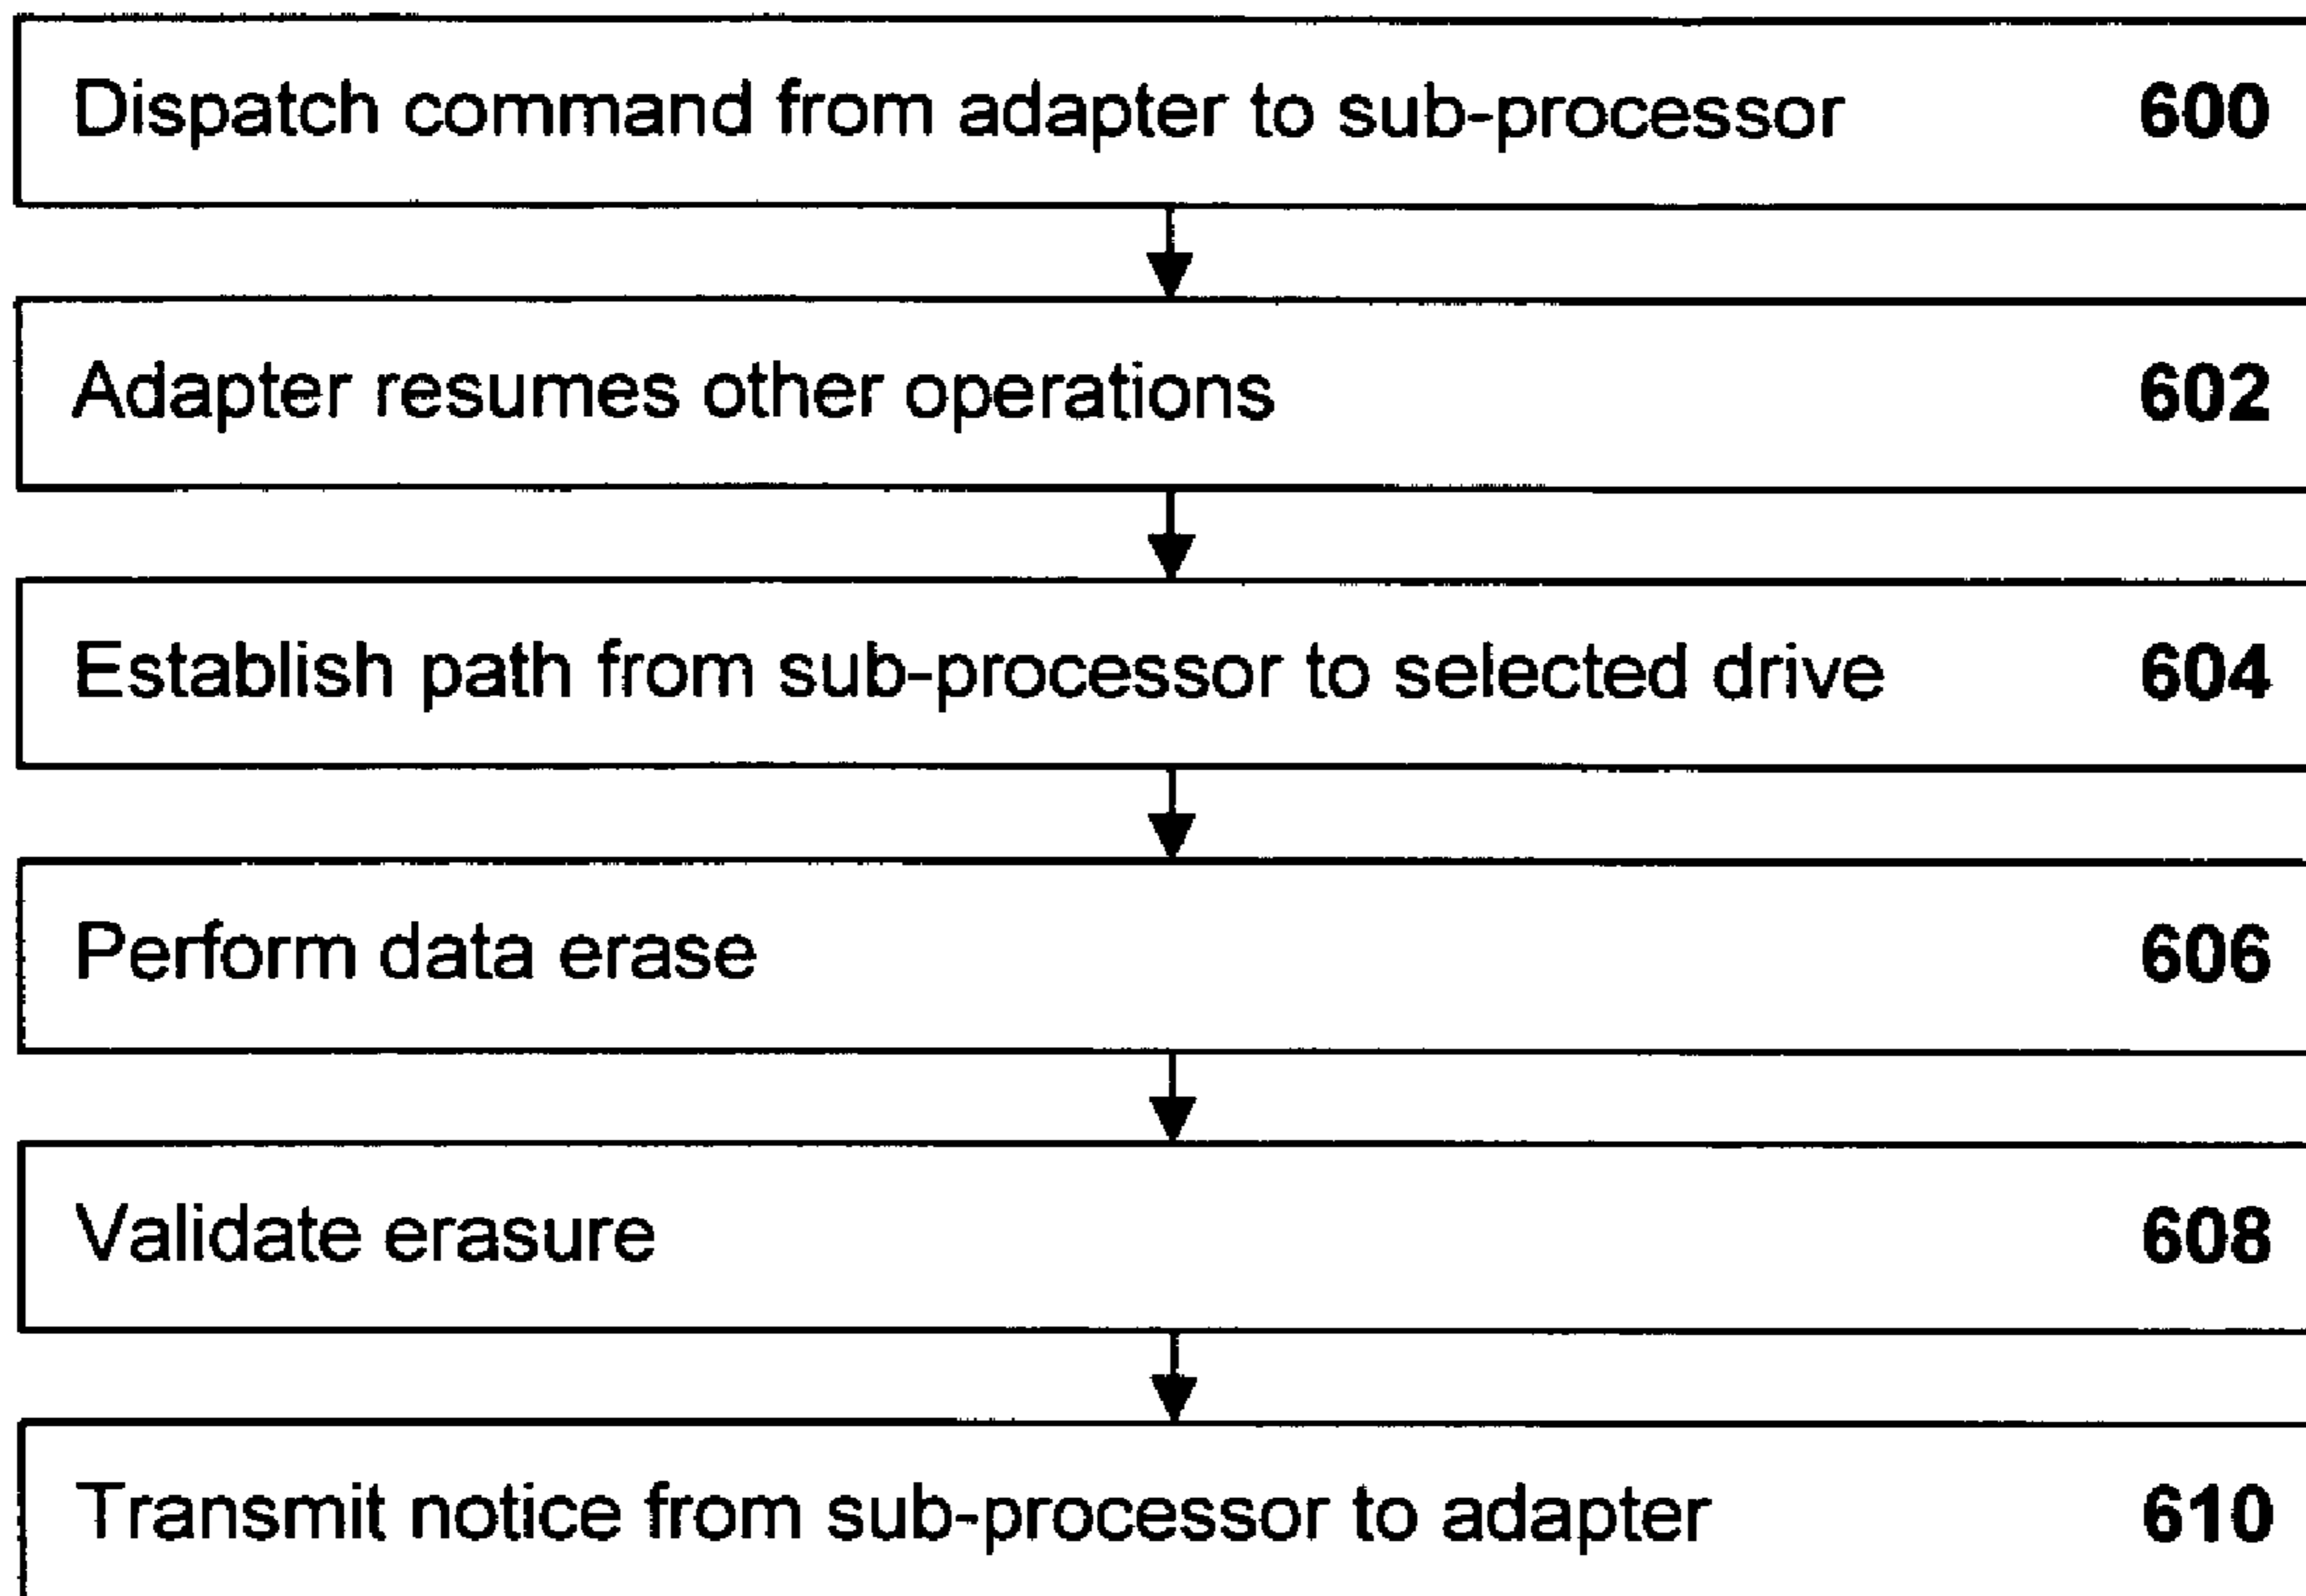 Dispatch command from adapter to sub-processor 600
Adapter resumes other operations 602
Establish path from sub-processor to selected drive 604
Perform data erase 606
Validate erasure 608
Transmit notice from sub-processor to adapter 610